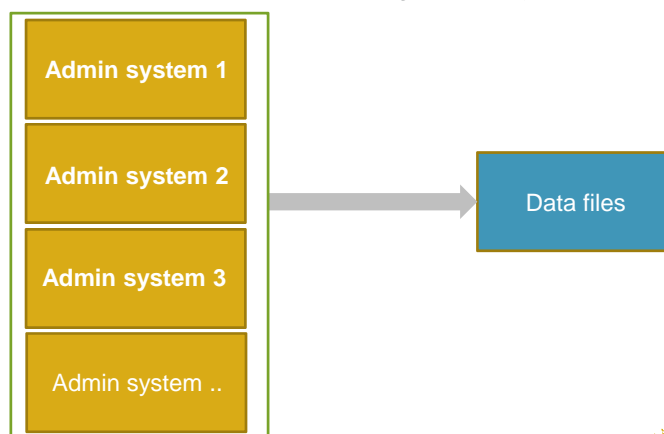 Admin system 1
Admin system 2
Data files
Admin system 3
Admin system ..